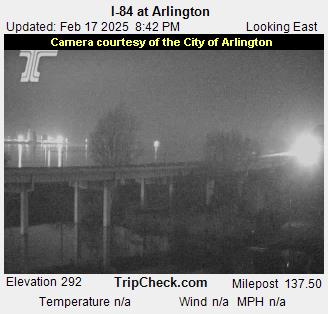 I-84 at Arlington
Updated: Feb 17 2025 8:42 PM Looking East
Camera courtesy of the City of Arlington
Elevation 292 TripCheck.com Milepost 137.50
Temperature n/a Wind n/a MPH n/a